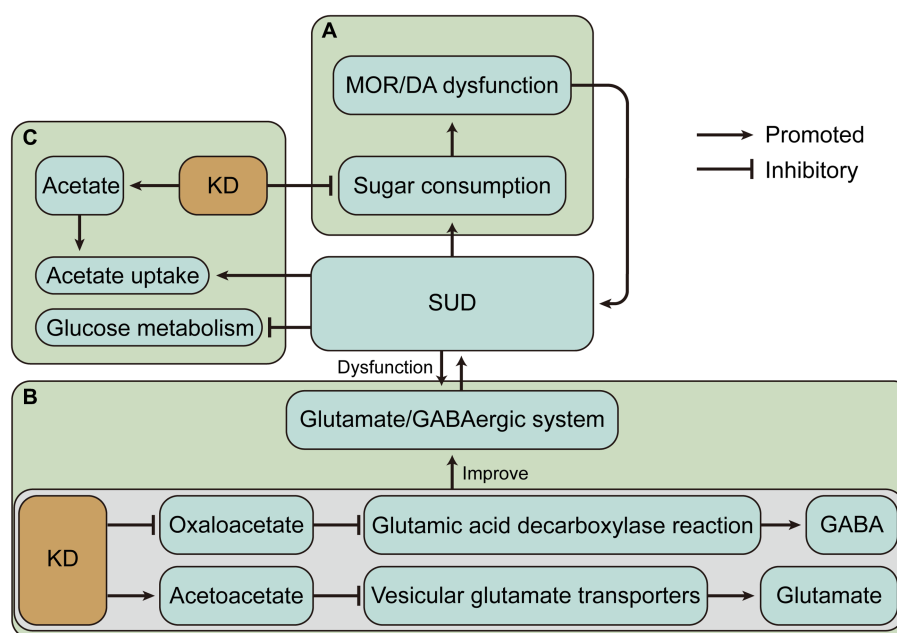 A
MOR/DA dysfunction
Promoted
Inhibitory
C
Acetate
KD
Sugar consumption
Acetate uptake
Glucose metabolism
SUD
Dysfunction
B
Glutamate/GABAergic system
Improve
KD
Oxaloacetate
Glutamic acid decarboxylase reaction
GABA
Acetoacetate
Vesicular glutamate transporters
Glutamate